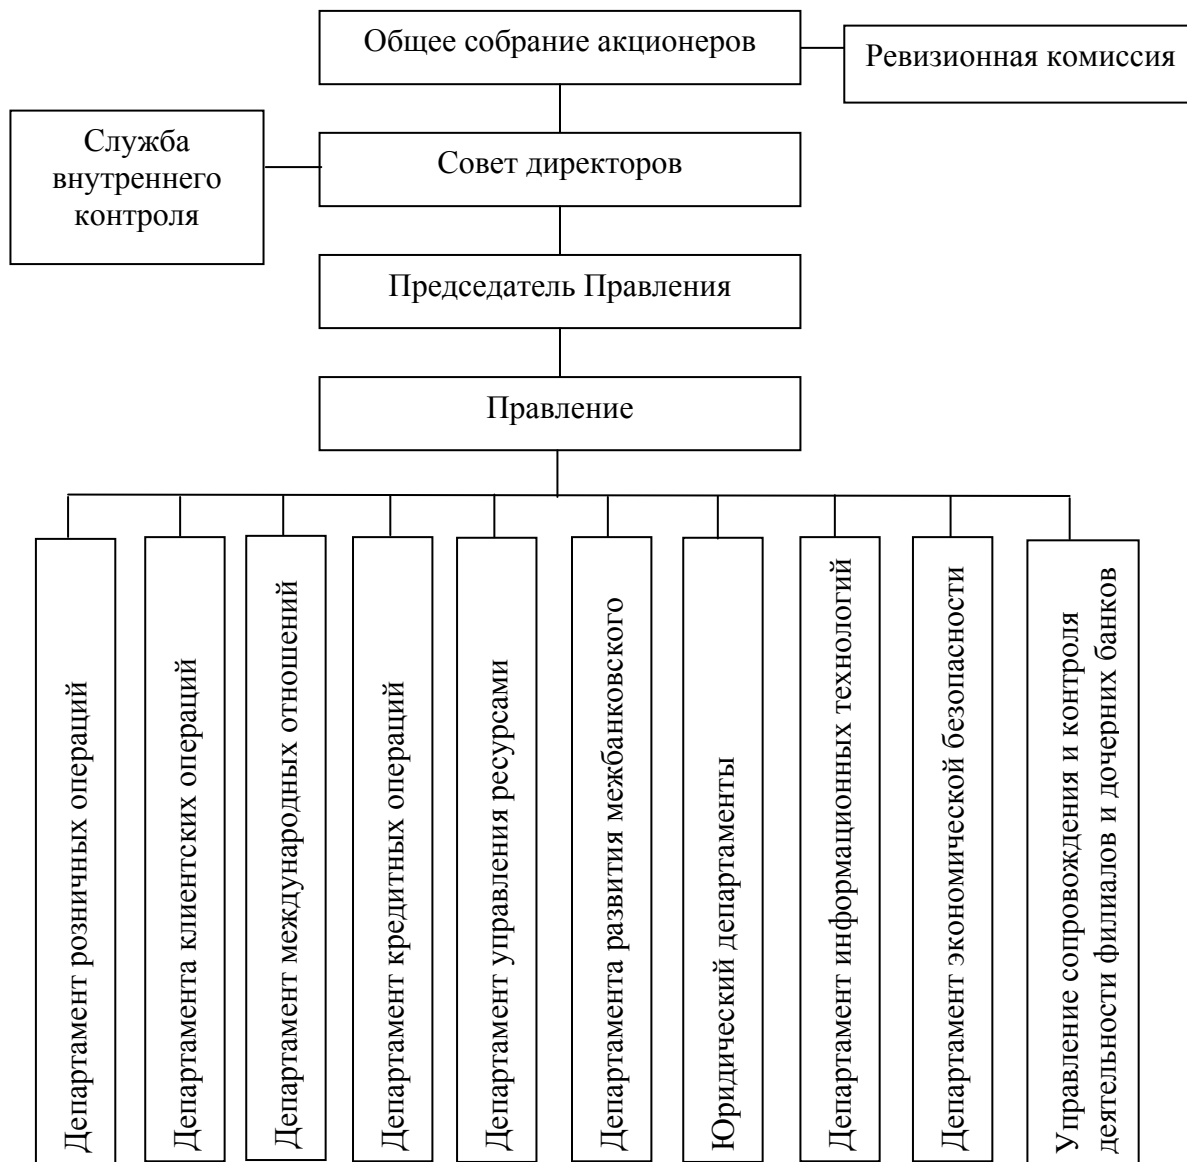 Общее собрание акционеров
Ревизионная комиссия
Служба
внутреннего
контроля
Совет директоров
Председатель Правления
Правление
Департамент розничных операций
Департамента клиентских операций
Департамент международных отношений
Департамент кредитных операций
Департамент управления ресурсами
Департамента развития межбанковского
Юридический департаменты
Департамент информационных технологий
Департамент экономической безопасности
Управление сопровождения и контроля
деятельности филиалов и дочерних банков